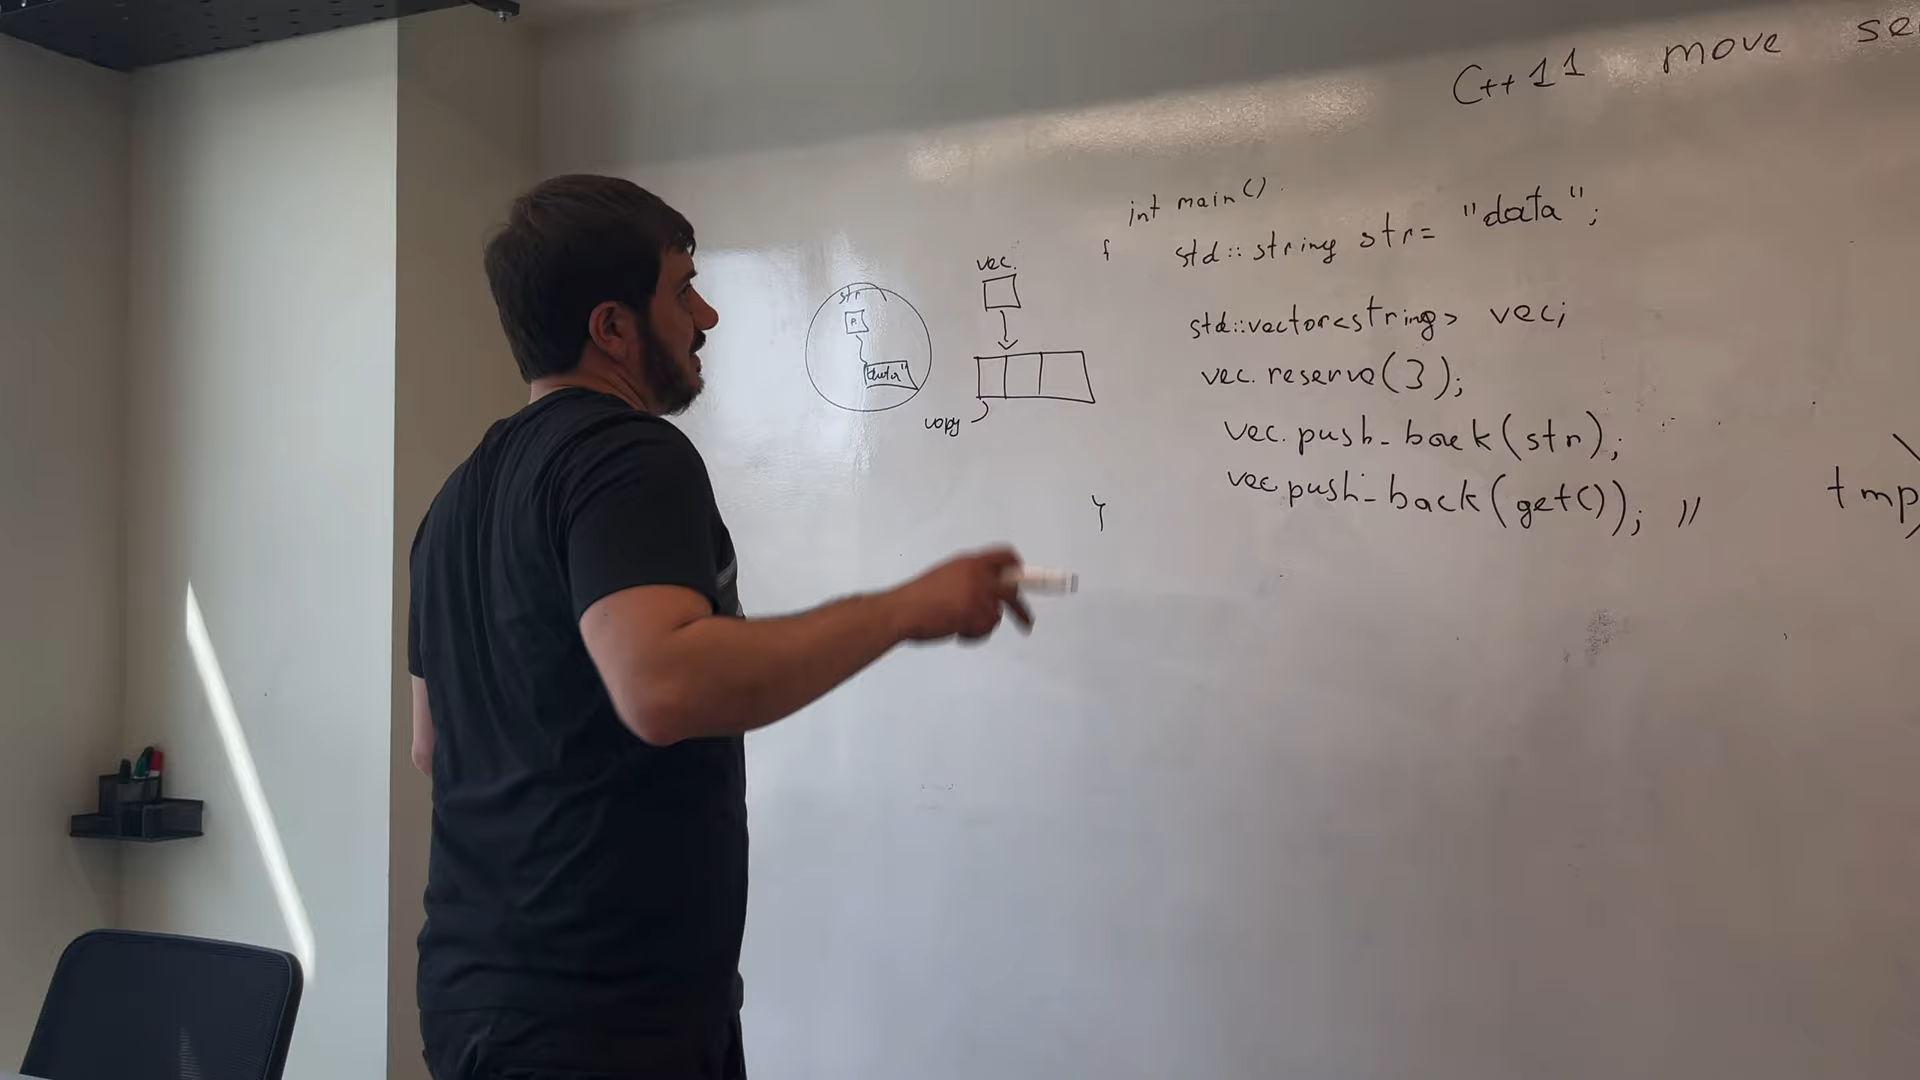 C++11 move se
int main()
{ std::string str= "data";
std::vector<string> vec;
vec.reserve(3);
vec.push_back(str);
vec push_back(get()); // tmp
}
vec.
str
P
"data"
copy